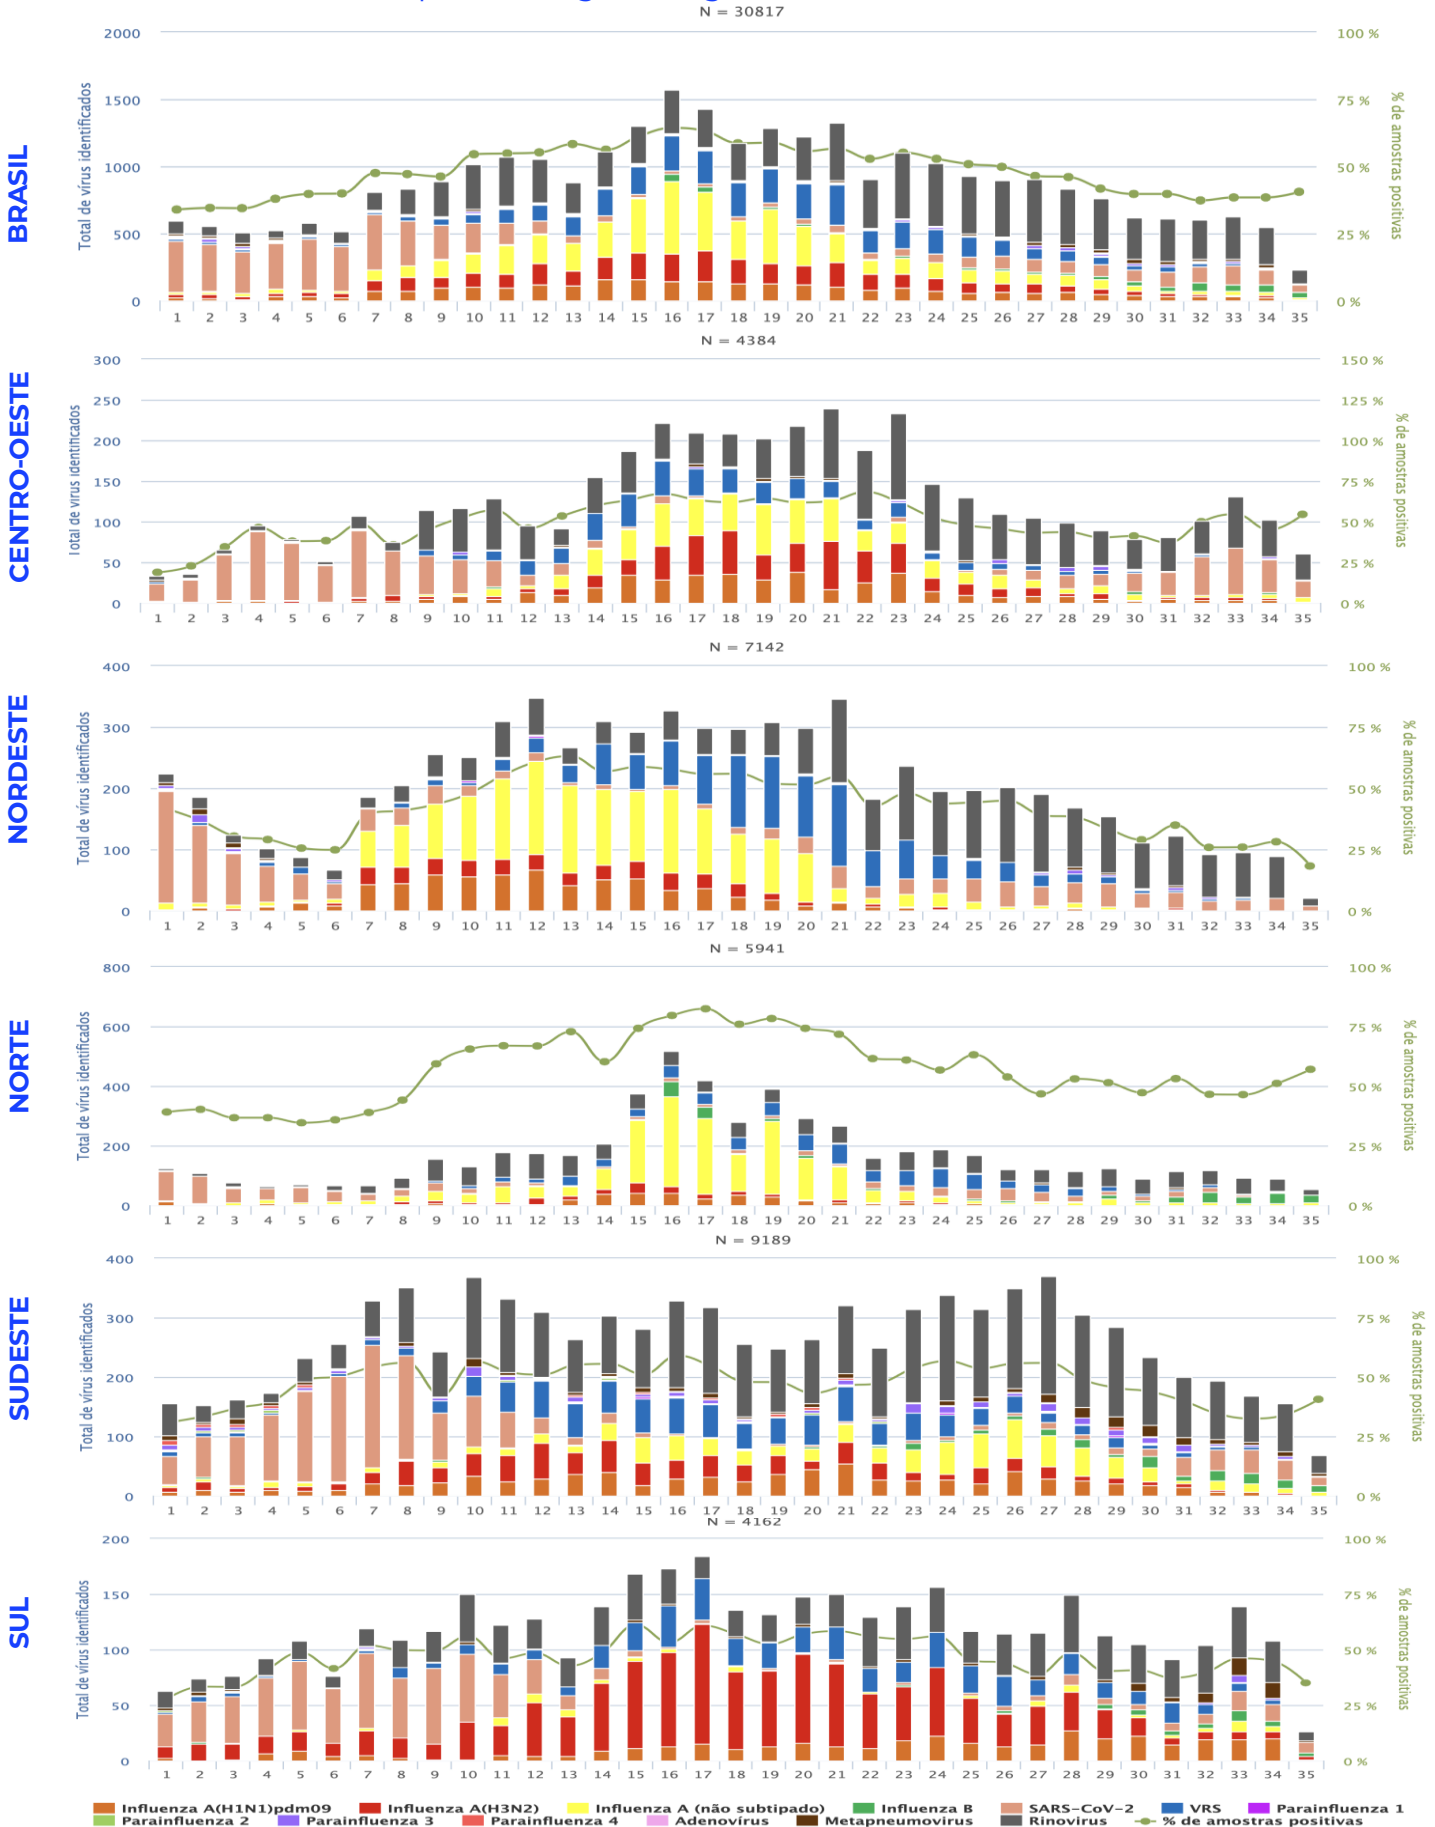 N = 30817
BRASIL
Total de vírus identificados
2000
1500
1000
500
0
100 %
75 %
50 %
25 %
0 %
% de amostras positivas
1 2 3 4 5 6 7 8 9 10 11 12 13 14 15 16 17 18 19 20 21 22 23 24 25 26 27 28 29 30 31 32 33 34 35
N = 4384
CENTRO-OESTE
Total de vírus identificados
300
250
200
150
100
50
0
150 %
125 %
100 %
75 %
50 %
25 %
0 %
% de amostras positivas
1 2 3 4 5 6 7 8 9 10 11 12 13 14 15 16 17 18 19 20 21 22 23 24 25 26 27 28 29 30 31 32 33 34 35
N = 7142
NORDESTE
Total de vírus identificados
400
300
200
100
0
100 %
75 %
50 %
25 %
0 %
% de amostras positivas
1 2 3 4 5 6 7 8 9 10 11 12 13 14 15 16 17 18 19 20 21 22 23 24 25 26 27 28 29 30 31 32 33 34 35
N = 5941
NORTE
Total de vírus identificados
800
600
400
200
0
100 %
75 %
50 %
25 %
0 %
% de amostras positivas
1 2 3 4 5 6 7 8 9 10 11 12 13 14 15 16 17 18 19 20 21 22 23 24 25 26 27 28 29 30 31 32 33 34 35
N = 9189
SUDESTE
Total de vírus identificados
400
300
200
100
0
100 %
75 %
50 %
25 %
0 %
% de amostras positivas
1 2 3 4 5 6 7 8 9 10 11 12 13 14 15 16 17 18 19 20 21 22 23 24 25 26 27 28 29 30 31 32 33 34 35
N = 4162
SUL
Total de vírus identificados
200
150
100
50
0
100 %
75 %
50 %
25 %
0 %
% de amostras positivas
1 2 3 4 5 6 7 8 9 10 11 12 13 14 15 16 17 18 19 20 21 22 23 24 25 26 27 28 29 30 31 32 33 34 35
Influenza A(H1N1)pdm09 Influenza A(H3N2) Influenza A (não subtipado) Influenza B SARS-CoV-2 VRS Parainfluenza 1
Parainfluenza 2 Parainfluenza 3 Parainfluenza 4 Adenovírus Metapneumovirus Rinovirus % de amostras positivas